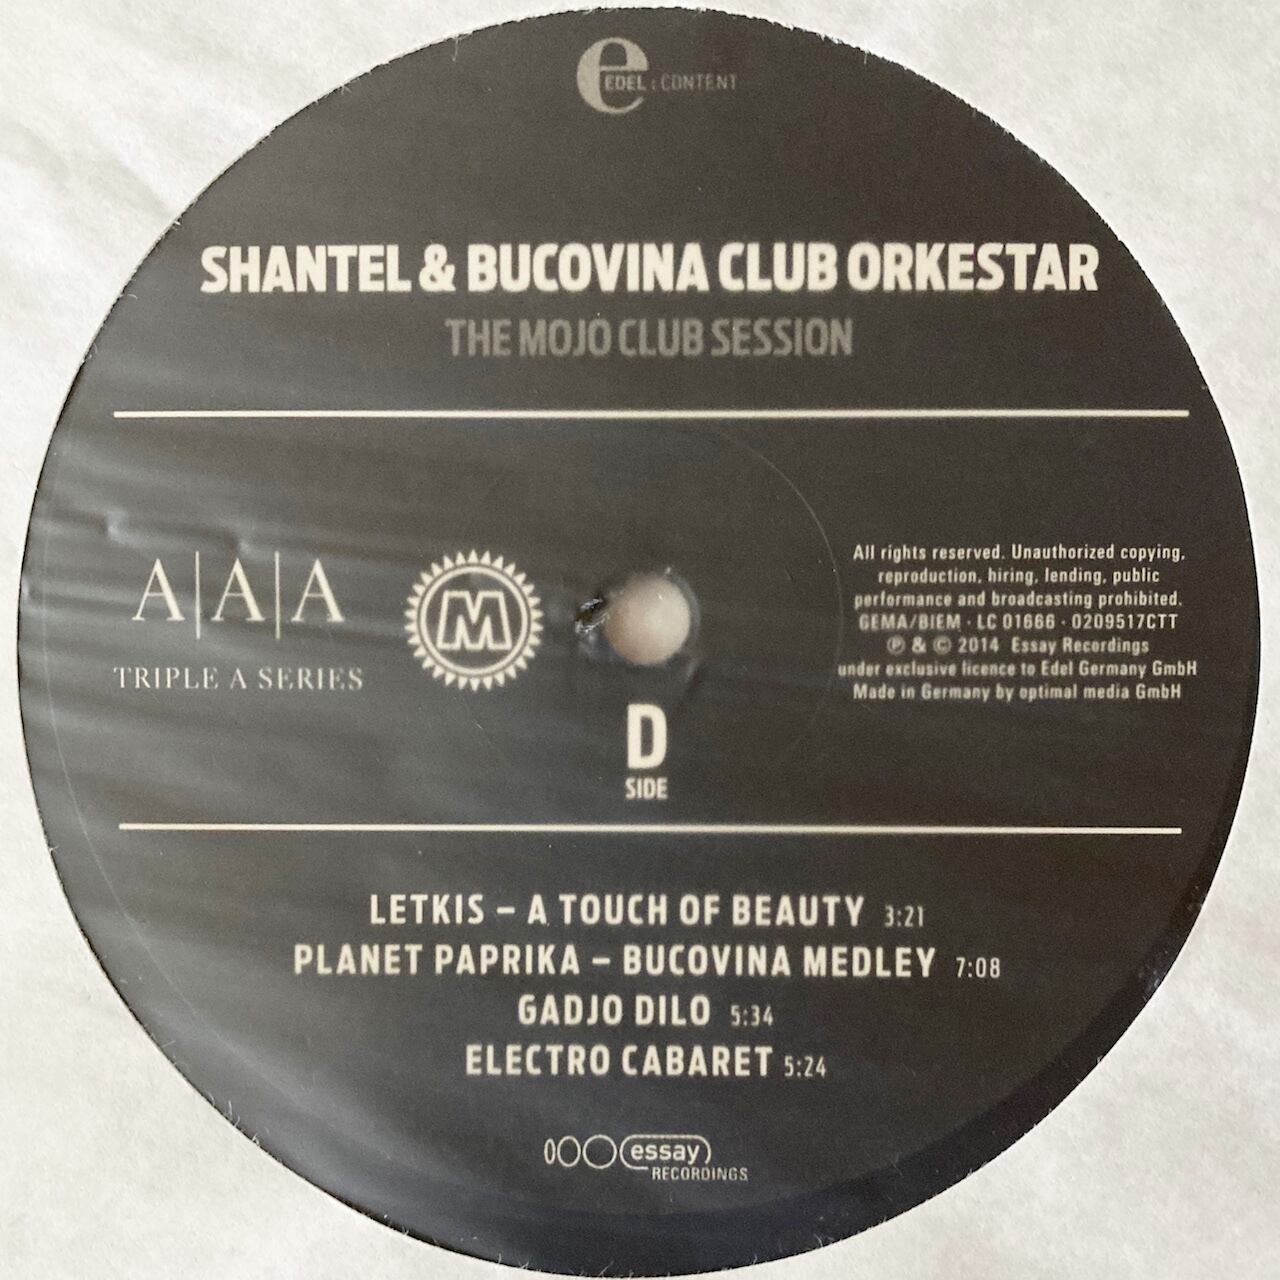 e EDEL : CONTENT
SHANTEL & BUCOVINA CLUB ORKESTAR
THE MOJO CLUB SESSION
A|A|A
TRIPLE A SERIES
M
All rights reserved. Unauthorized copying,
reproduction, hiring, lending, public
performance and broadcasting prohibited.
GEMA/BIEM · LC 01666 · 0209517CTT
℗ & © 2014 Essay Recordings
under exclusive licence to Edel Germany GmbH
Made in Germany by optimal media GmbH
D
SIDE
LETKIS – A TOUCH OF BEAUTY 3:21
PLANET PAPRIKA – BUCOVINA MEDLEY 7:08
GADJO DILO 5:34
ELECTRO CABARET 5:24
essay
RECORDINGS